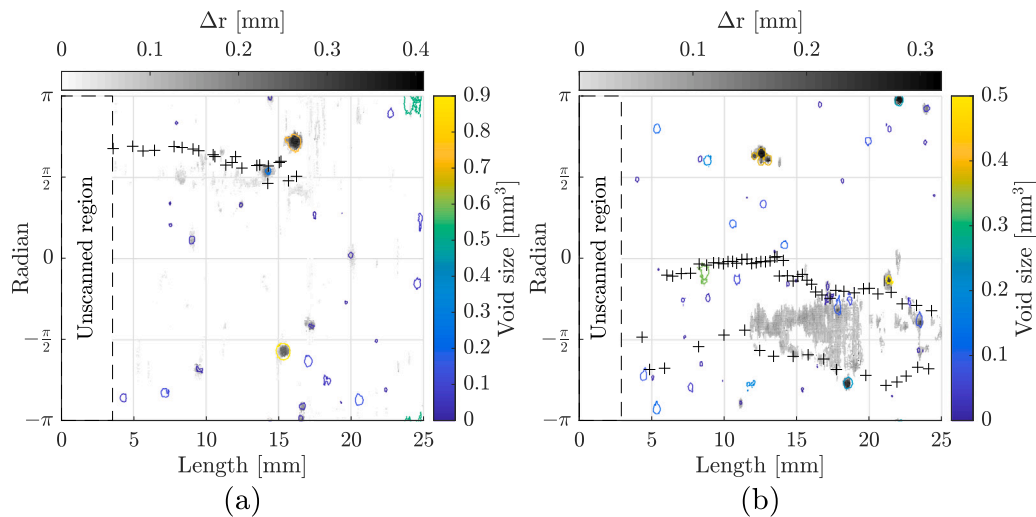 Δr [mm]
0 0.1 0.2 0.3 0.4
π
π/2
0
−π/2
−π
Radian
Unscanned region
0 5 10 15 20 25
Length [mm]
0.9
0.8
0.7
0.6
0.5
0.4
0.3
0.2
0.1
0
Void size [mm³]
(a)
Δr [mm]
0 0.1 0.2 0.3
π
π/2
0
−π/2
−π
Radian
Unscanned region
0 5 10 15 20 25
Length [mm]
0.5
0.4
0.3
0.2
0.1
0
Void size [mm³]
(b)